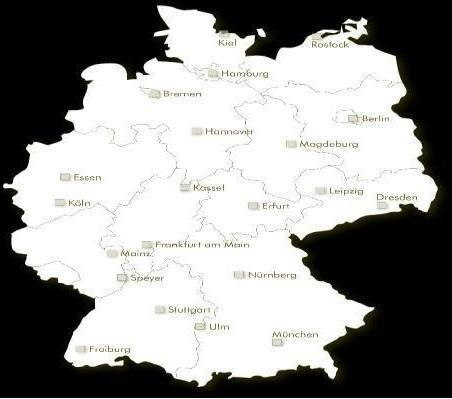 Kiel
Rostock
Hamburg
Bremen
Berlin
Hannover
Magdeburg
Essen
Kassel
Leipzig
Dresden
Köln
Erfurt
Frankfurt am Main
Mainz
Speyer
Nürnberg
Stuttgart
Ulm
München
Freiburg